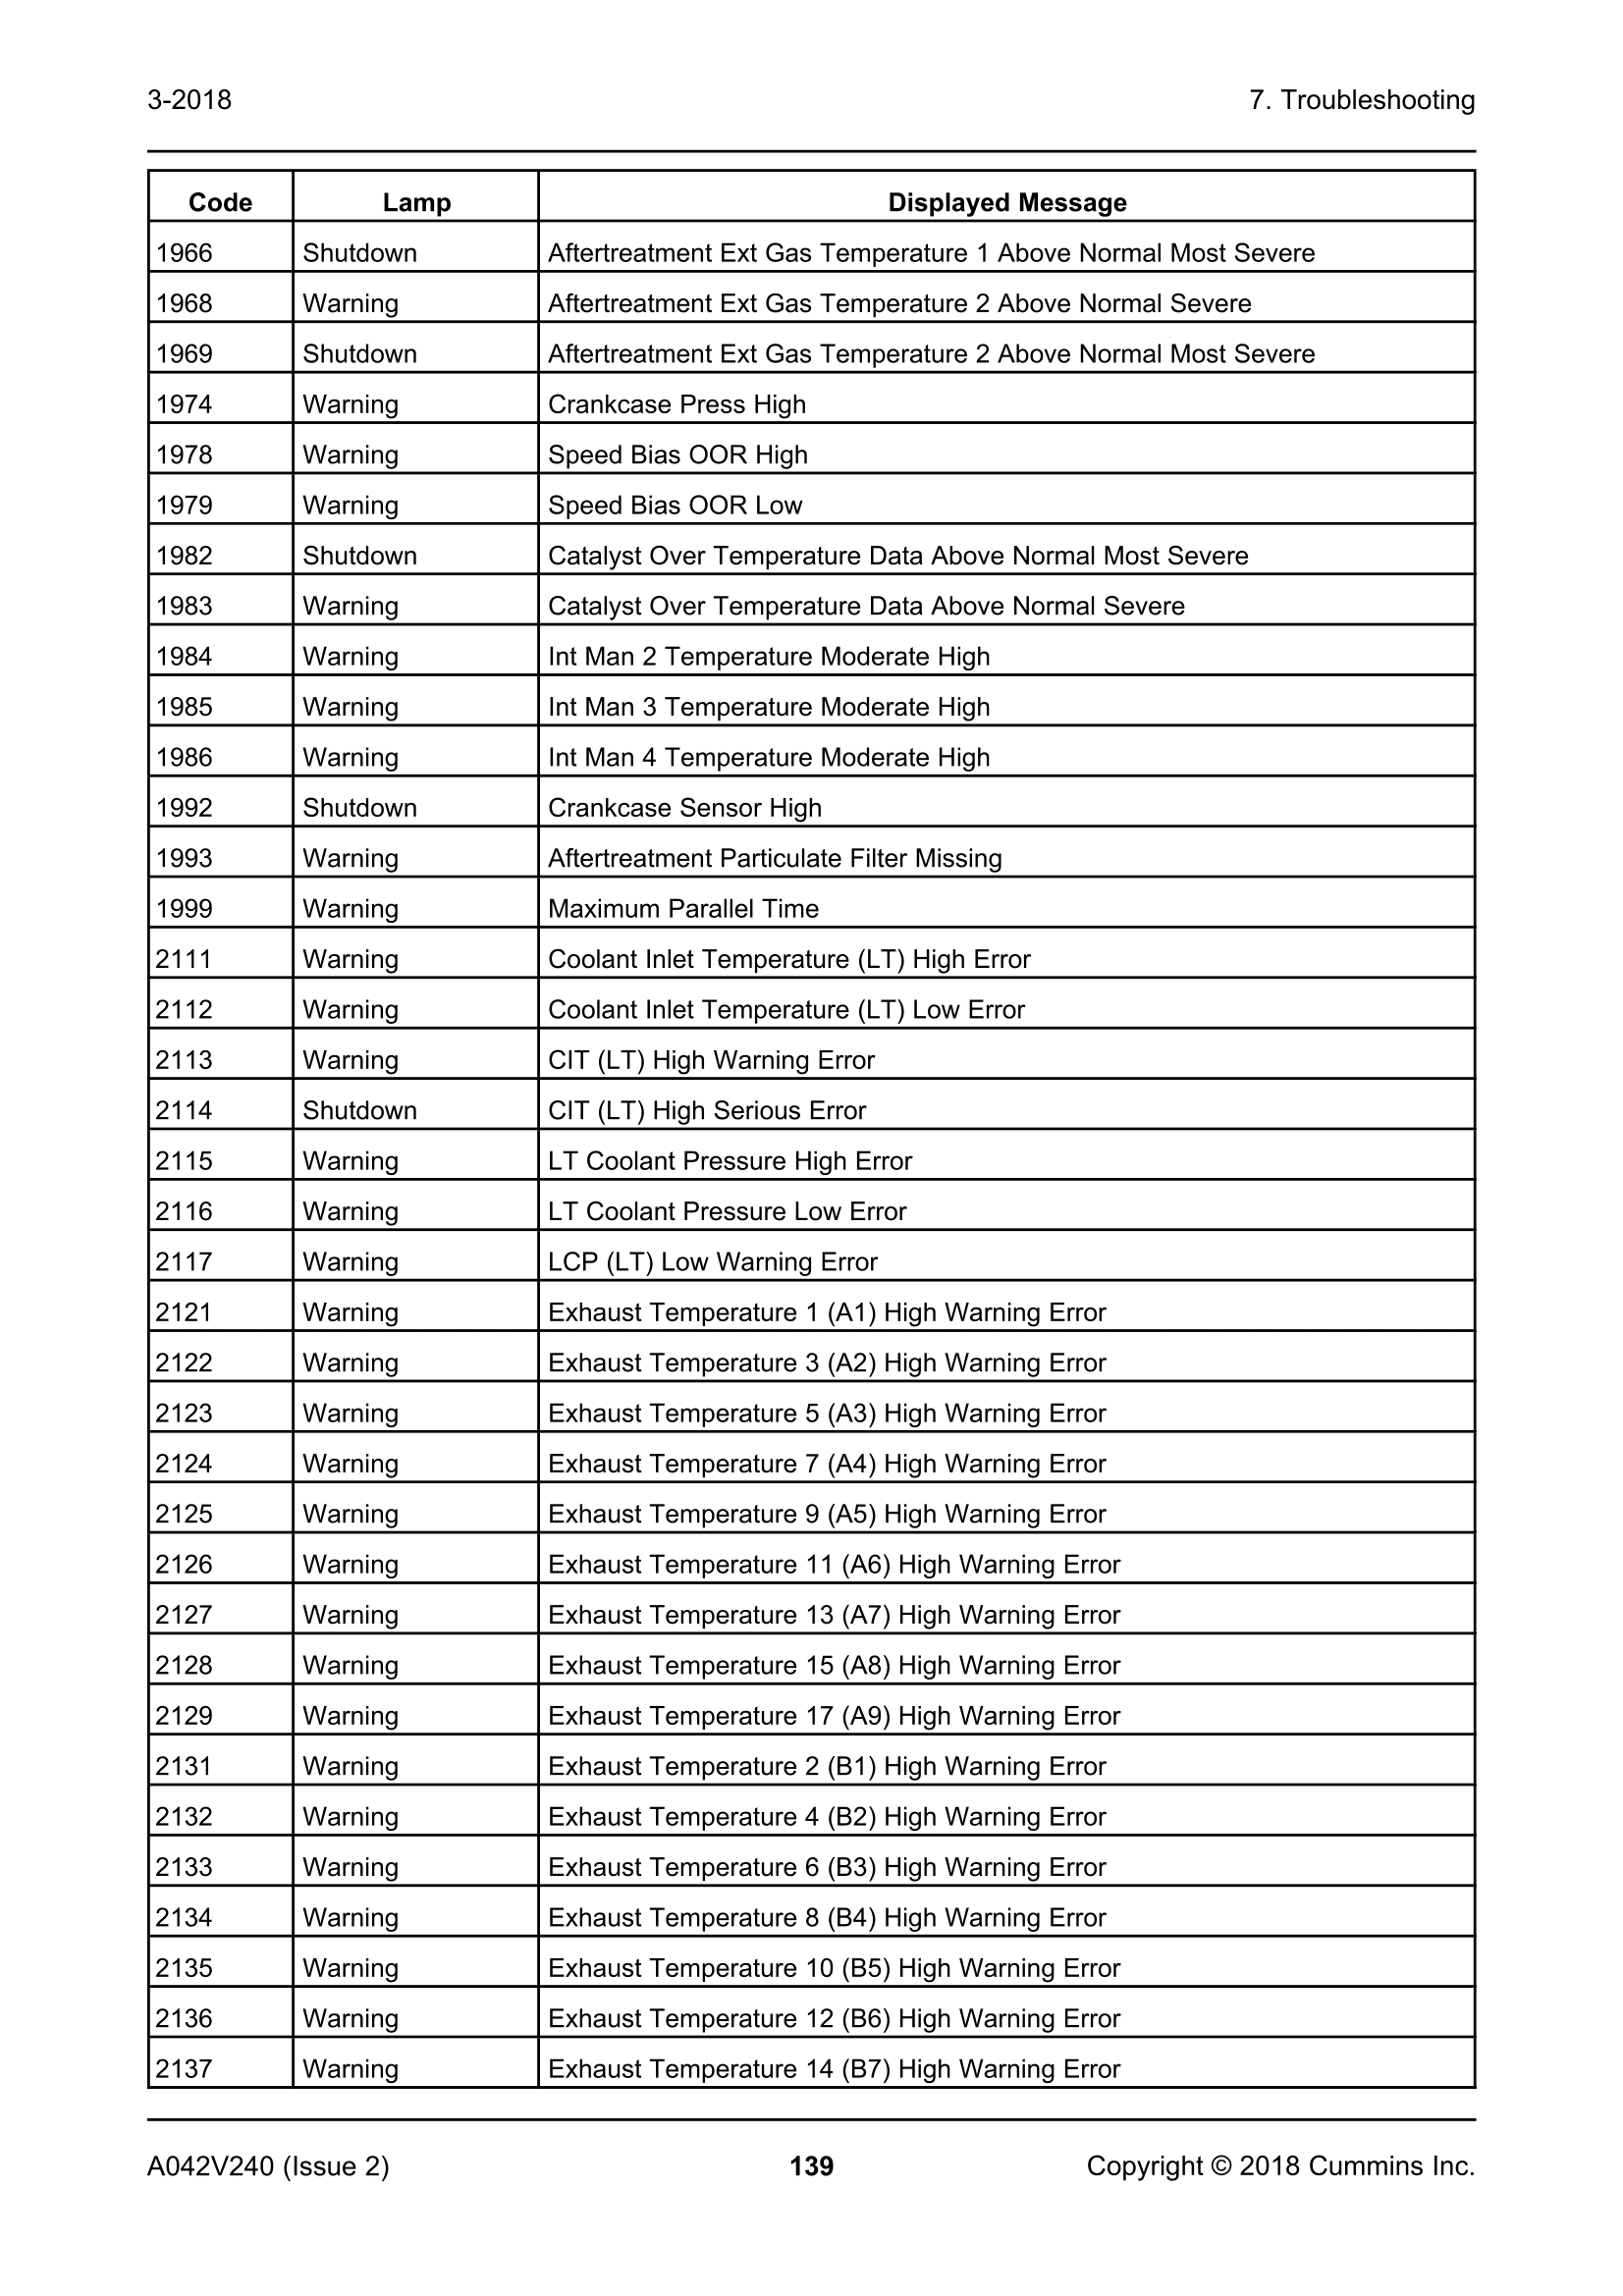 3-2018 7. Troubleshooting
Code Lamp Displayed Message
1966 Shutdown Aftertreatment Ext Gas Temperature 1 Above Normal Most Severe
1968 Warning Aftertreatment Ext Gas Temperature 2 Above Normal Severe
1969 Shutdown Aftertreatment Ext Gas Temperature 2 Above Normal Most Severe
1974 Warning Crankcase Press High
1978 Warning Speed Bias OOR High
1979 Warning Speed Bias OOR Low
1982 Shutdown Catalyst Over Temperature Data Above Normal Most Severe
1983 Warning Catalyst Over Temperature Data Above Normal Severe
1984 Warning Int Man 2 Temperature Moderate High
1985 Warning Int Man 3 Temperature Moderate High
1986 Warning Int Man 4 Temperature Moderate High
1992 Shutdown Crankcase Sensor High
1993 Warning Aftertreatment Particulate Filter Missing
1999 Warning Maximum Parallel Time
2111 Warning Coolant Inlet Temperature (LT) High Error
2112 Warning Coolant Inlet Temperature (LT) Low Error
2113 Warning CIT (LT) High Warning Error
2114 Shutdown CIT (LT) High Serious Error
2115 Warning LT Coolant Pressure High Error
2116 Warning LT Coolant Pressure Low Error
2117 Warning LCP (LT) Low Warning Error
2121 Warning Exhaust Temperature 1 (A1) High Warning Error
2122 Warning Exhaust Temperature 3 (A2) High Warning Error
2123 Warning Exhaust Temperature 5 (A3) High Warning Error
2124 Warning Exhaust Temperature 7 (A4) High Warning Error
2125 Warning Exhaust Temperature 9 (A5) High Warning Error
2126 Warning Exhaust Temperature 11 (A6) High Warning Error
2127 Warning Exhaust Temperature 13 (A7) High Warning Error
2128 Warning Exhaust Temperature 15 (A8) High Warning Error
2129 Warning Exhaust Temperature 17 (A9) High Warning Error
2131 Warning Exhaust Temperature 2 (B1) High Warning Error
2132 Warning Exhaust Temperature 4 (B2) High Warning Error
2133 Warning Exhaust Temperature 6 (B3) High Warning Error
2134 Warning Exhaust Temperature 8 (B4) High Warning Error
2135 Warning Exhaust Temperature 10 (B5) High Warning Error
2136 Warning Exhaust Temperature 12 (B6) High Warning Error
2137 Warning Exhaust Temperature 14 (B7) High Warning Error
A042V240 (Issue 2) 139 Copyright © 2018 Cummins Inc.